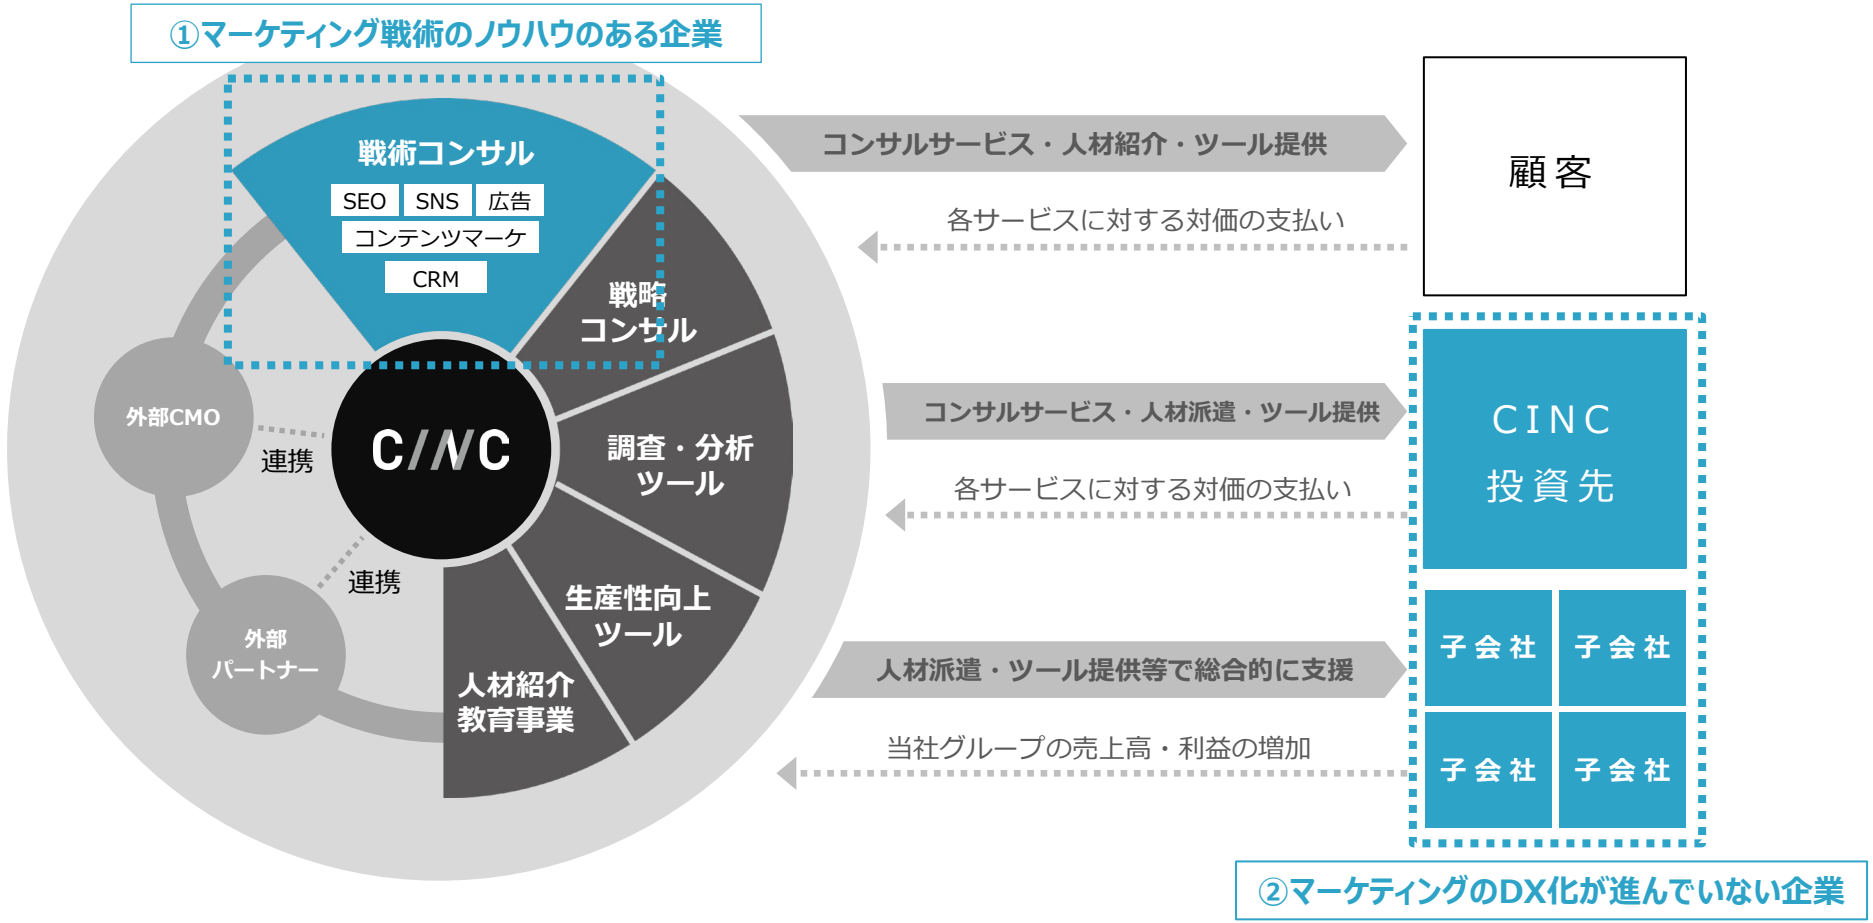 ①マーケティング戦術のノウハウのある企業
戦術コンサル
SEO SNS 広告
コンテンツマーケ
CRM
戦略
コンサル
調査・分析
ツール
生産性向上
ツール
人材紹介
教育事業
CINC
外部CMO
連携
外部
パートナー
連携
コンサルサービス・人材紹介・ツール提供
各サービスに対する対価の支払い
顧客
コンサルサービス・人材派遣・ツール提供
各サービスに対する対価の支払い
CINC
投資先
人材派遣・ツール提供等で総合的に支援
当社グループの売上高・利益の増加
子会社 子会社
子会社 子会社
②マーケティングのDX化が進んでいない企業